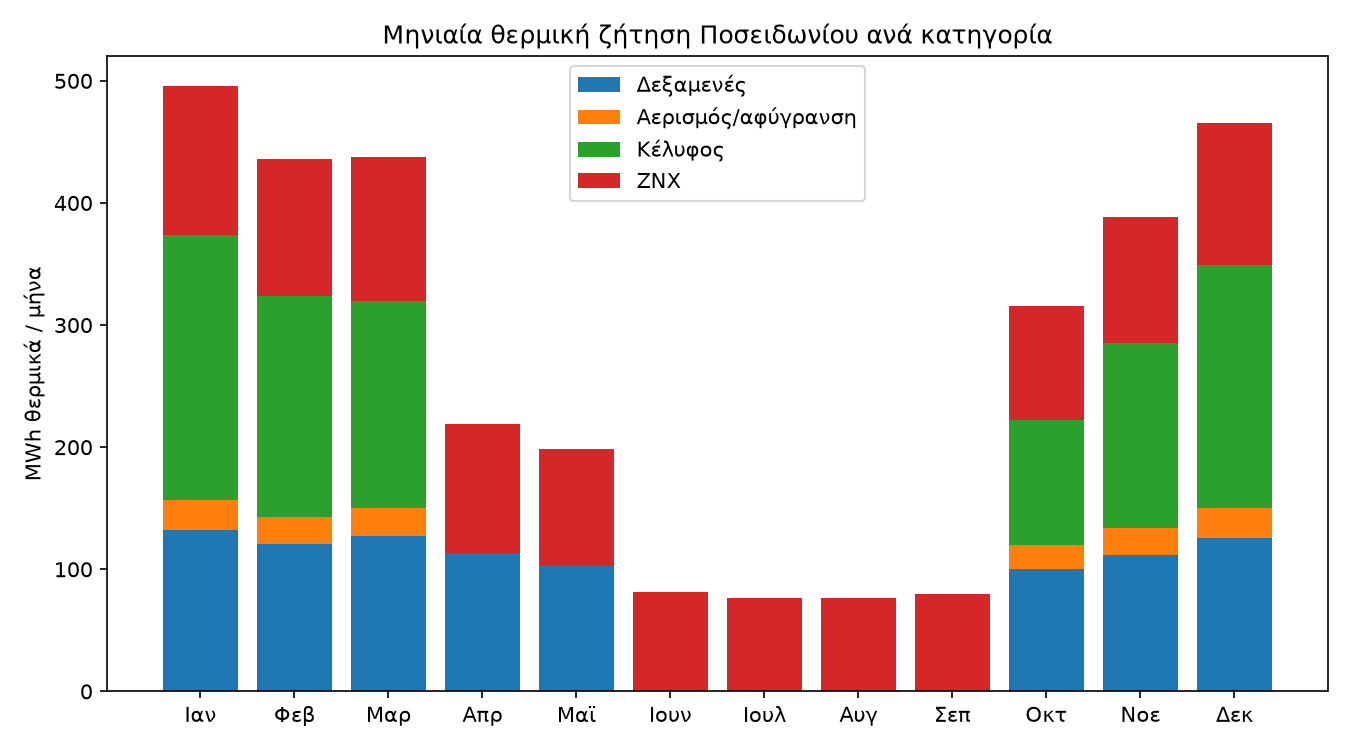 Μηνιαία θερμική ζήτηση Ποσειδωνίου ανά κατηγορία
MWh θερμικά / μήνα
500
400
300
200
100
0
Δεξαμενές
Αερισμός/αφύγρανση
Κέλυφος
ΖΝΧ
Ιαν Φεβ Μαρ Απρ Μαϊ Ιουν Ιουλ Αυγ Σεπ Οκτ Νοε Δεκ